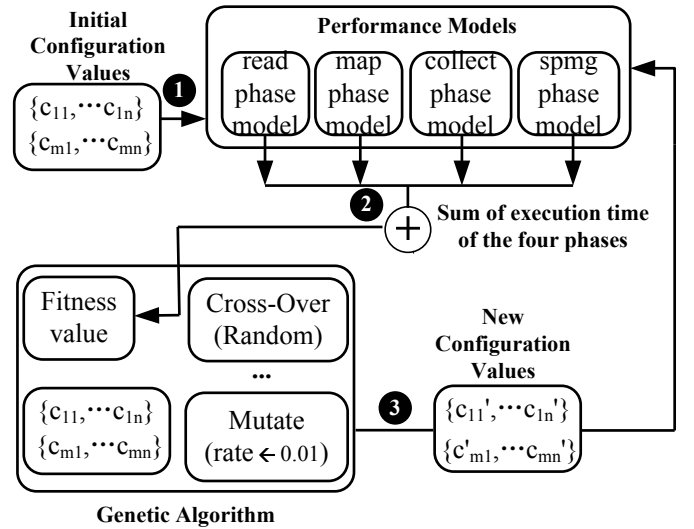 Initial
Configuration
Values
{c11,···c1n}
{cm1,···cmn}
1
Performance Models
read
phase
model
map
phase
model
collect
phase
model
spmg
phase
model
2
+
Sum of execution time
of the four phases
Fitness
value
Cross-Over
(Random)
...
{c11,···c1n}
{cm1,···cmn}
Mutate
(rate ← 0.01)
Genetic Algorithm
3
New
Configuration
Values
{c11',···c1n'}
{c'm1,···cmn'}